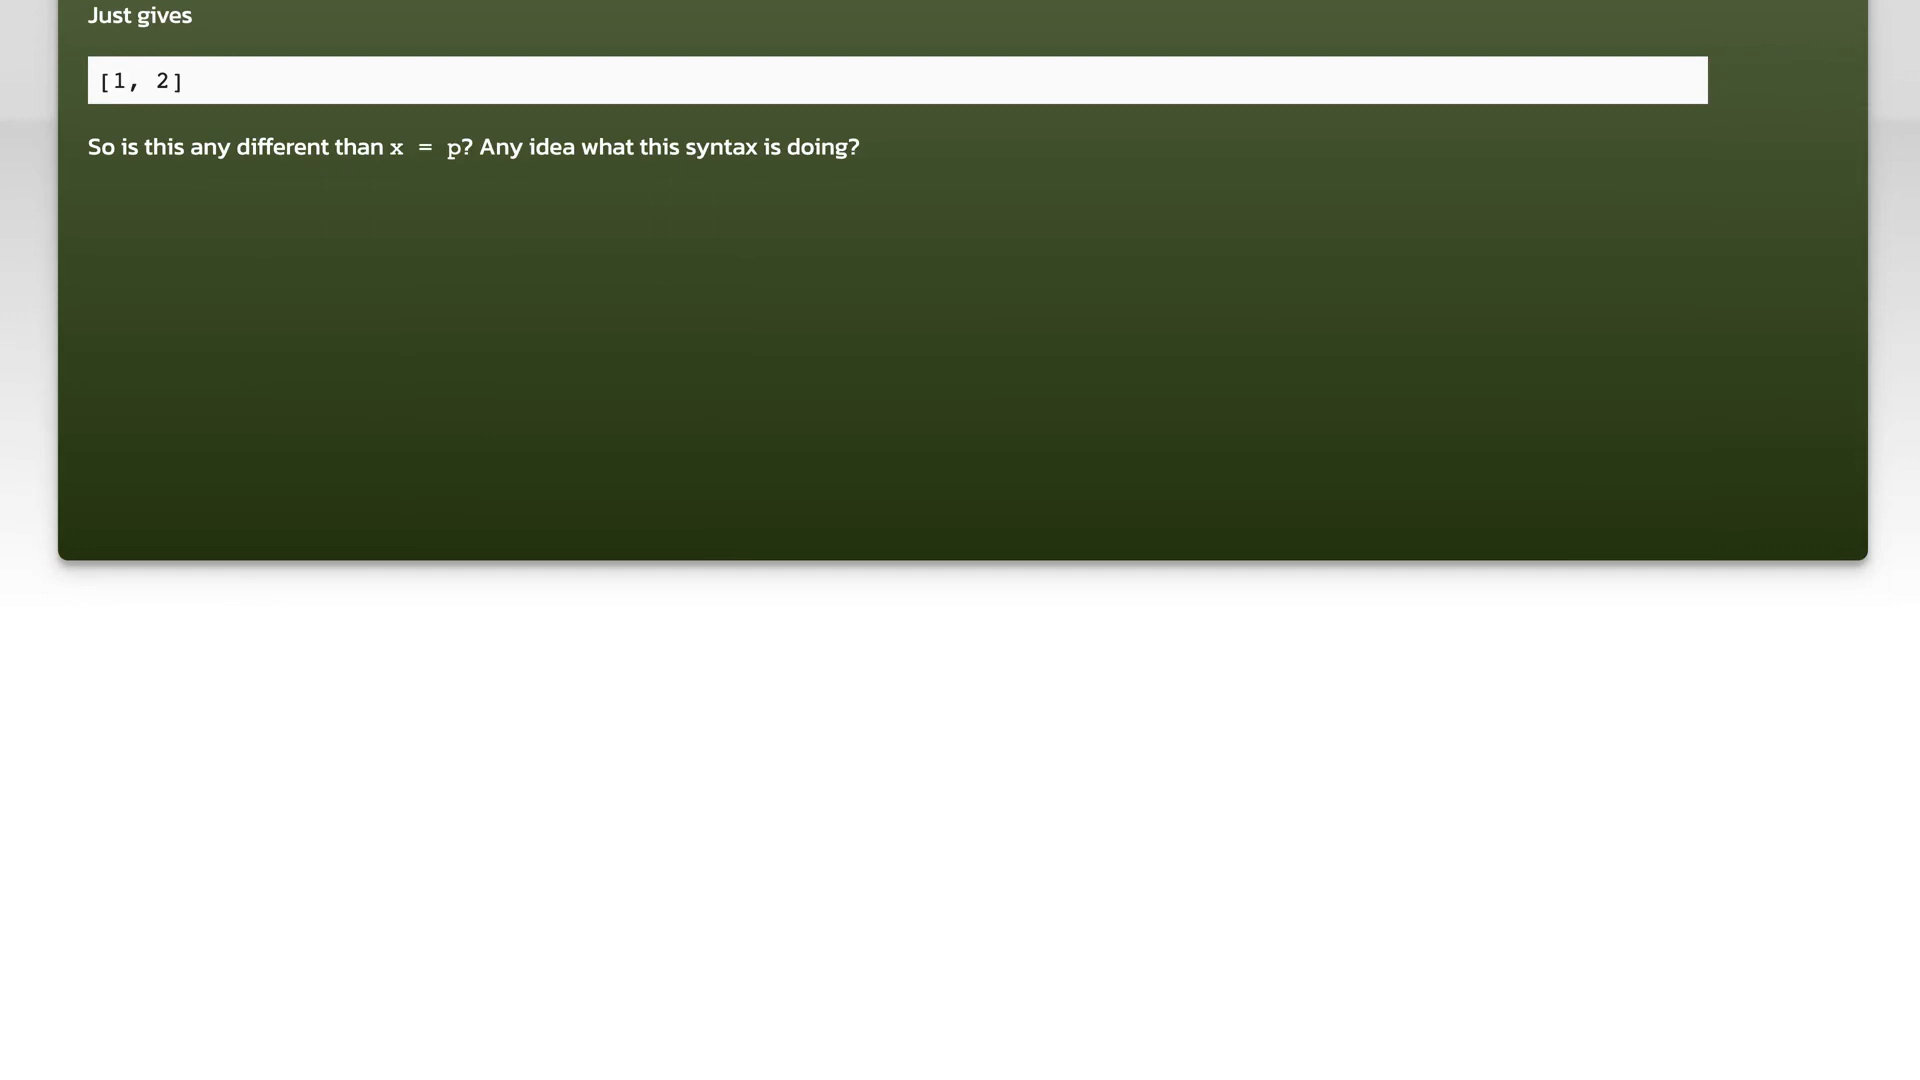 Just gives
[1, 2]
So is this any different than x = p? Any idea what this syntax is doing?